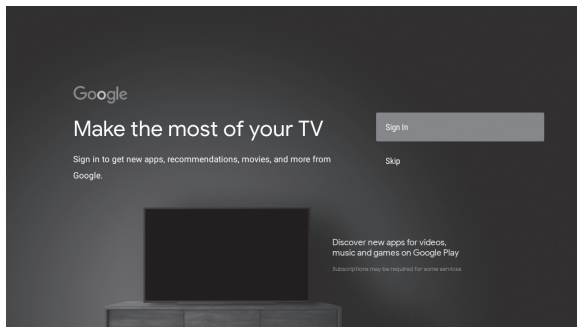 Google
Make the most of your TV
Sign in to get new apps, recommendations, movies, and more from
Google.
Sign In
Skip
Discover new apps for videos,
music and games on Google Play
Subscriptions may be required for some services